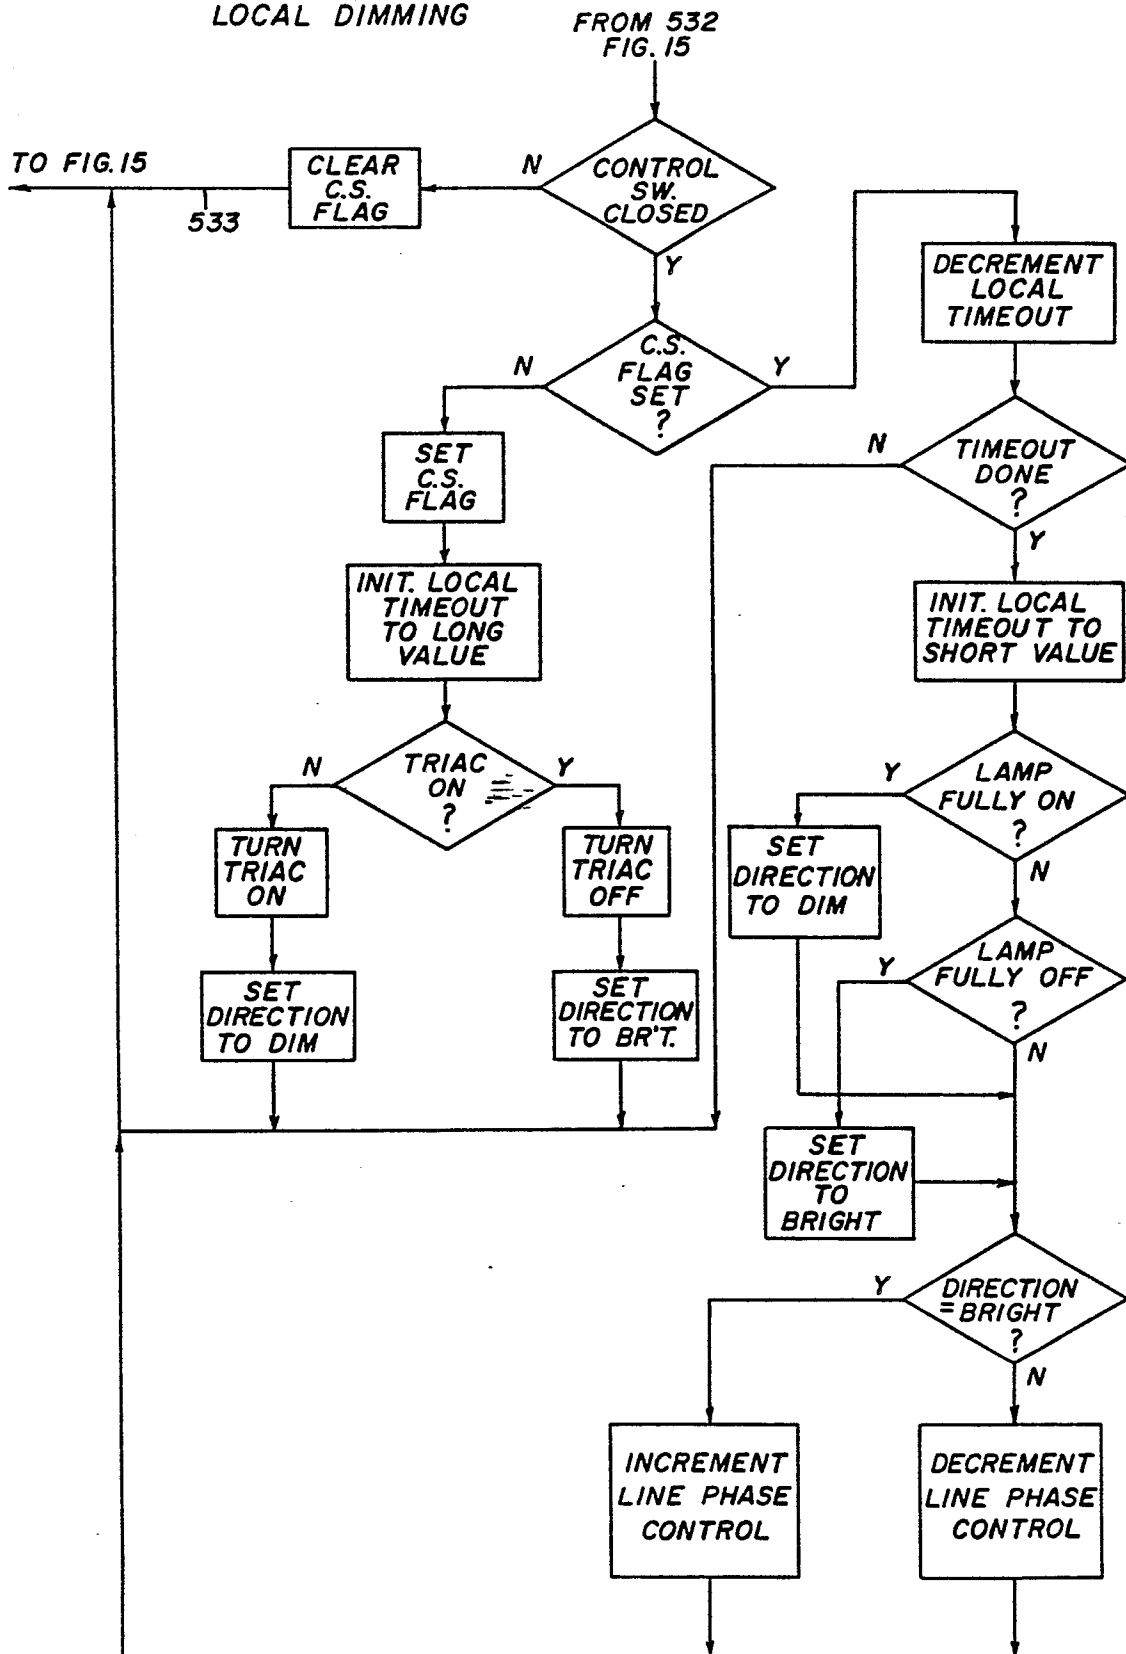 LOCAL DIMMING
FROM 532
FIG. 15
TO FIG. 15
533
CLEAR
C.S.
FLAG
N
CONTROL
SW.
CLOSED
Y
C.S.
FLAG
SET
?
N
Y
DECREMENT
LOCAL
TIMEOUT
TIMEOUT
DONE
?
N
Y
SET
C.S.
FLAG
INIT. LOCAL
TIMEOUT
TO LONG
VALUE
INIT. LOCAL
TIMEOUT TO
SHORT VALUE
TRIAC
ON
?
N
Y
TURN
TRIAC
ON
TURN
TRIAC
OFF
SET
DIRECTION
TO DIM
SET
DIRECTION
TO BR'T.
LAMP
FULLY ON
?
Y
N
SET
DIRECTION
TO DIM
LAMP
FULLY OFF
?
Y
N
SET
DIRECTION
TO
BRIGHT
DIRECTION
=BRIGHT
?
Y
N
INCREMENT
LINE PHASE
CONTROL
DECREMENT
LINE PHASE
CONTROL